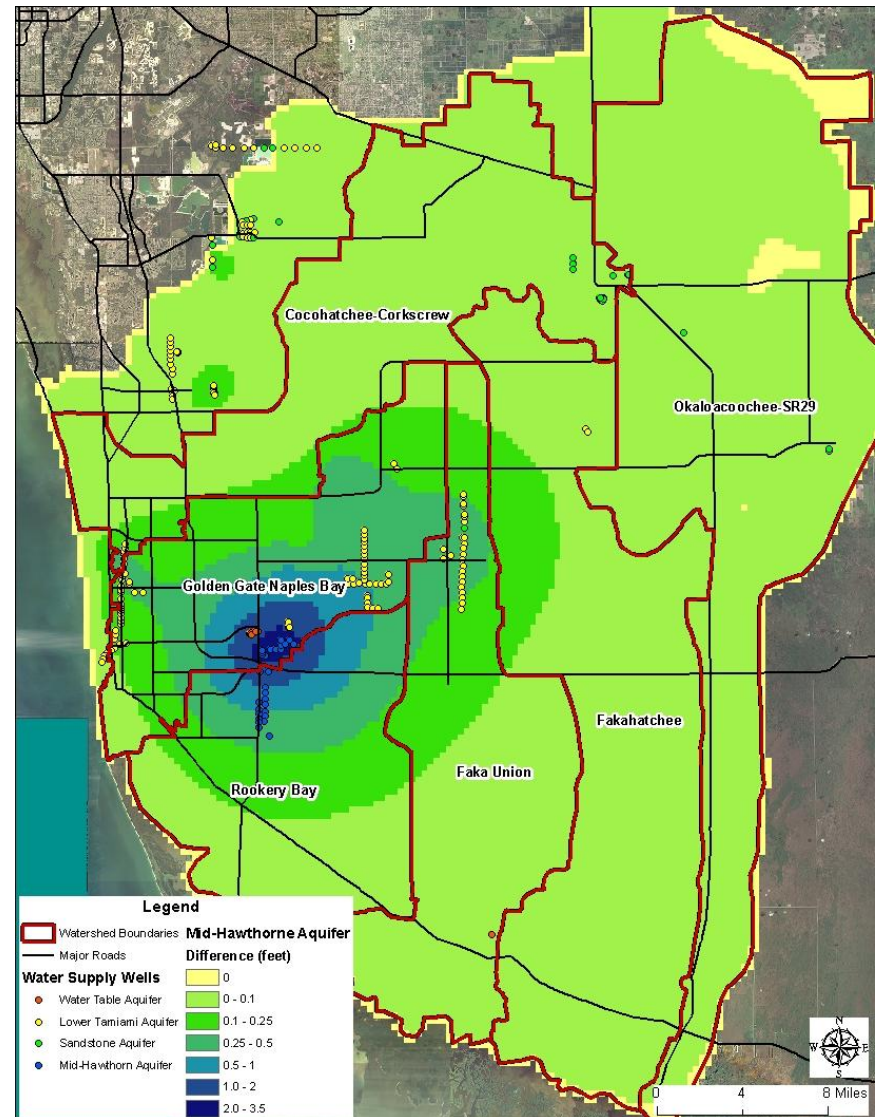 Cocohatchee-Corkscrew
Okaloacoochee-SR29
Golden Gate Naples Bay
Fakahatchee
Faka Union
Rookery Bay
Legend
Watershed Boundaries
Major Roads
Water Supply Wells
Water Table Aquifer
Lower Tamiami Aquifer
Sandstone Aquifer
Mid-Hawthorn Aquifer
Mid-Hawthorne Aquifer
Difference (feet)
0
0 - 0.1
0.1 - 0.25
0.25 - 0.5
0.5 - 1
1.0 - 2
2.0 - 3.5
N
W E
S
0 4 8 Miles